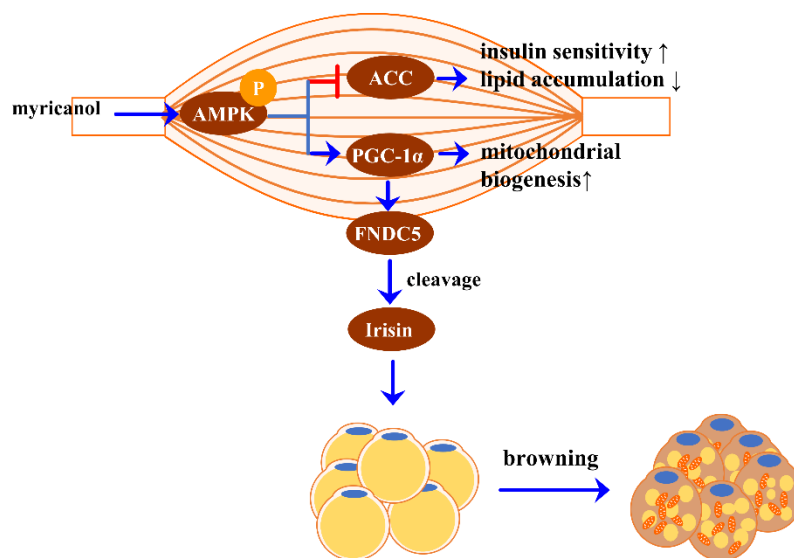 insulin sensitivity ↑
lipid accumulation ↓
ACC
P
myricanol
AMPK
PGC-1α
mitochondrial
biogenesis↑
FNDC5
cleavage
Irisin
browning